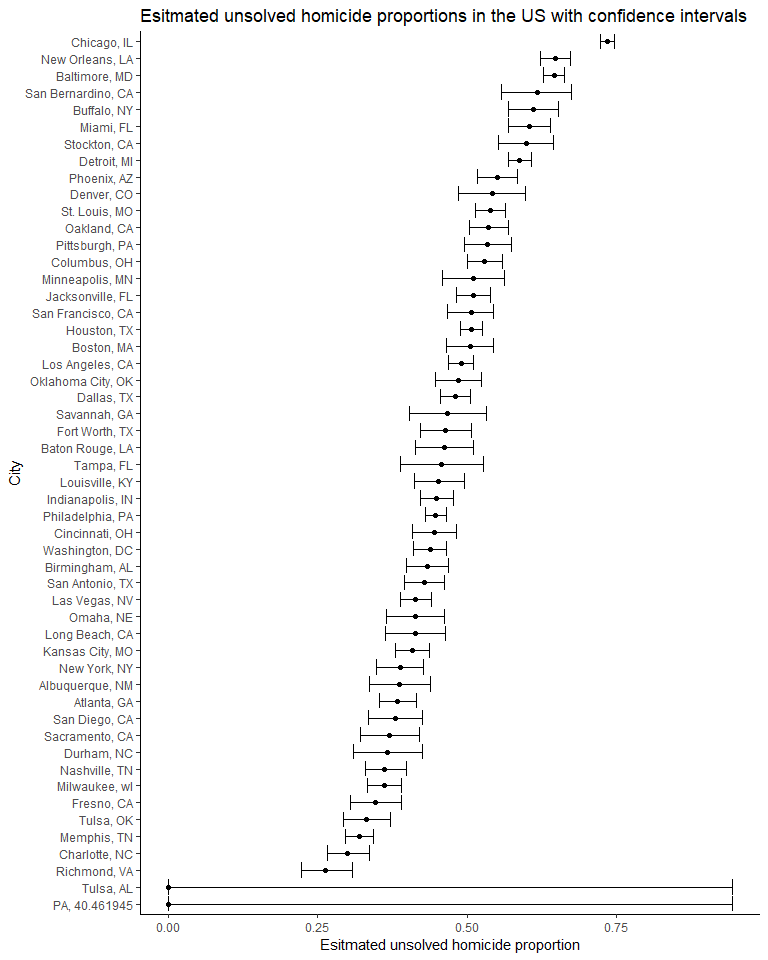 Esitmated unsolved homicide proportions in the US with confidence intervals
Chicago, IL
New Orleans, LA
Baltimore, MD
San Bernardino, CA
Buffalo, NY
Miami, FL
Stockton, CA
Detroit, MI
Phoenix, AZ
Denver, CO
St. Louis, MO
Oakland, CA
Pittsburgh, PA
Columbus, OH
Minneapolis, MN
Jacksonville, FL
San Francisco, CA
Houston, TX
Boston, MA
Los Angeles, CA
Oklahoma City, OK
Dallas, TX
Savannah, GA
Fort Worth, TX
Baton Rouge, LA
Tampa, FL
Louisville, KY
Indianapolis, IN
Philadelphia, PA
Cincinnati, OH
Washington, DC
Birmingham, AL
San Antonio, TX
Las Vegas, NV
Omaha, NE
Long Beach, CA
Kansas City, MO
New York, NY
Albuquerque, NM
Atlanta, GA
San Diego, CA
Sacramento, CA
Durham, NC
Nashville, TN
Milwaukee, wI
Fresno, CA
Tulsa, OK
Memphis, TN
Charlotte, NC
Richmond, VA
Tulsa, AL
PA, 40.461945
City
0.00 0.25 0.50 0.75
Esitmated unsolved homicide proportion